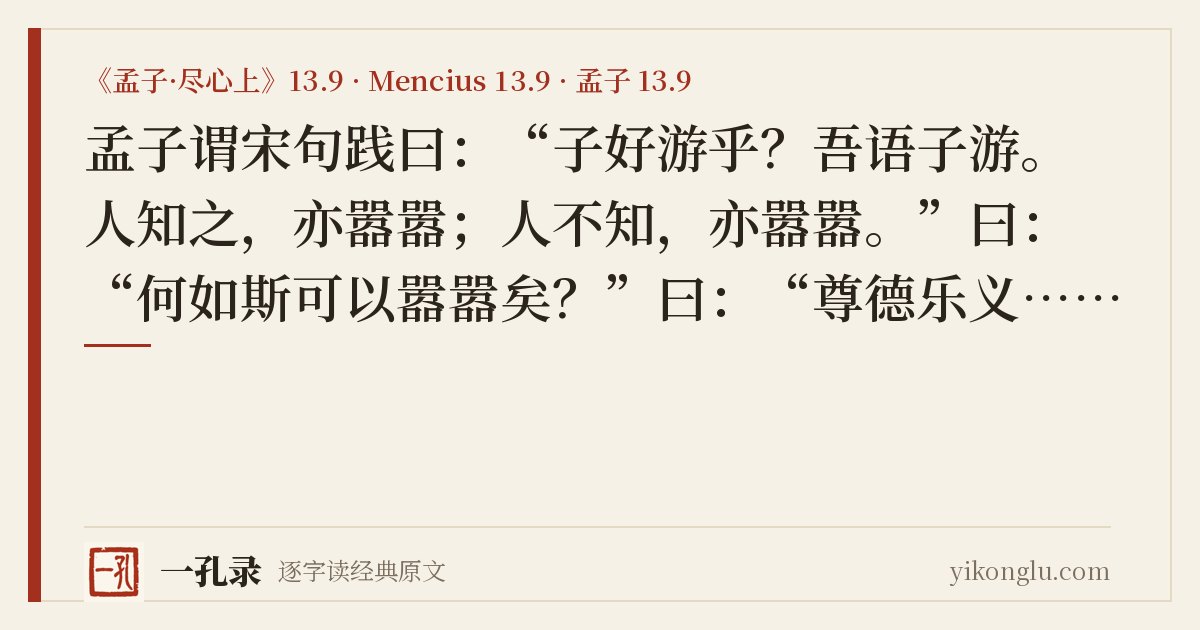 《孟子·尽心上》13.9 · Mencius 13.9 · 孟子 13.9
孟子谓宋句践曰：“子好游乎？吾语子游。
人知之，亦嚣嚣；人不知，亦嚣嚣。”曰：
“何如斯可以嚣嚣矣？”曰：“尊德乐义……
一孔
一孔录 逐字读经典原文 yikonglu.com